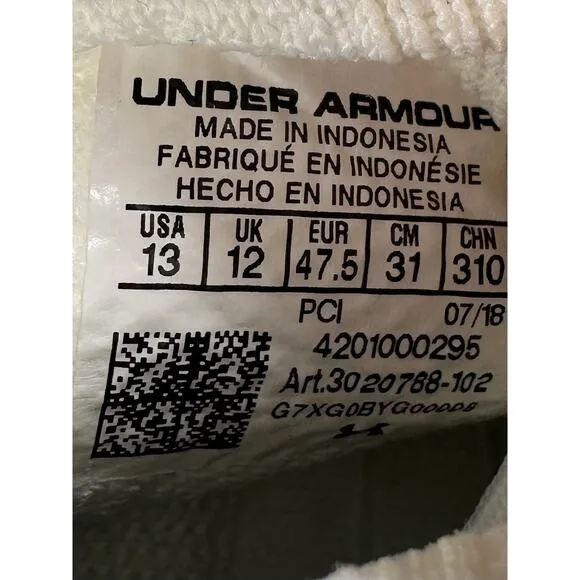 UNDER ARMOUR
MADE IN INDONESIA
FABRIQUÉ EN INDONÉSIE
HECHO EN INDONESIA
USA UK EUR CM CHN
13 12 47.5 31 310
PCI 07/18
4201000295
Art.3020788-102